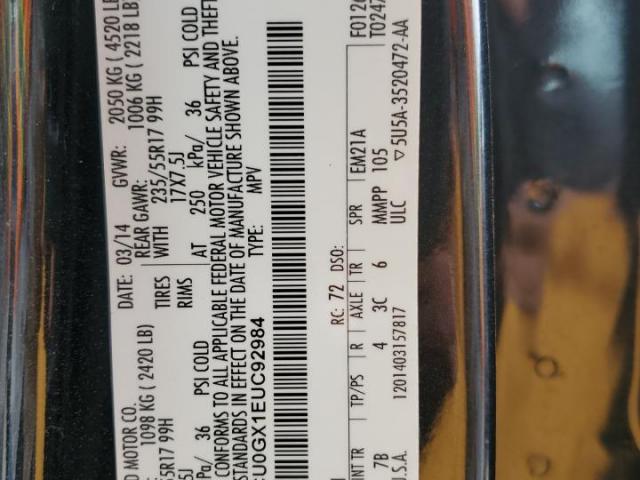 D MOTOR CO. DATE: 03/14 GVWR: 2050 KG ( 4520 LB
1098 KG ( 2420 LB) REAR GAWR: 1006 KG ( 2218 LB
55R17 99H TIRES WITH 235/55R17 99H
5J RIMS 17X7.5J
Pa/ 36 PSI COLD AT 250 kPa/ 36 PSI COLD
CONFORMS TO ALL APPLICABLE FEDERAL MOTOR VEHICLE SAFETY AND THEFT
STANDARDS IN EFFECT ON THE DATE OF MANUFACTURE SHOWN ABOVE.
U0GX1EUC92984 TYPE: MPV
RC: 72 DSO:
INT TR TP/PS R AXLE TR SPR EM21A
7B 4 3C 6 MMPP 105
U.S.A. 1201403157817 ULC ▽5U5A-3520472-AA